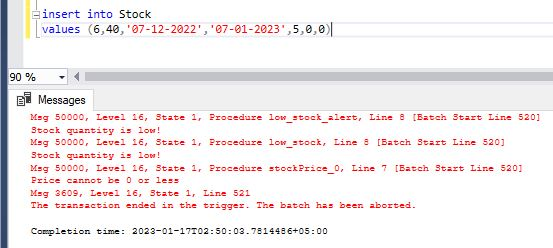 insert into Stock
values (6,40,'07-12-2022','07-01-2023',5,0,0)
90 %
Messages
Msg 50000, Level 16, State 1, Procedure low_stock_alert, Line 8 [Batch Start Line 520]
Stock quantity is low!
Msg 50000, Level 16, State 1, Procedure low_stock, Line 8 [Batch Start Line 520]
Stock quantity is low!
Msg 50000, Level 16, State 1, Procedure stockPrice_0, Line 7 [Batch Start Line 520]
Price cannot be 0 or less
Msg 3609, Level 16, State 1, Line 521
The transaction ended in the trigger. The batch has been aborted.
Completion time: 2023-01-17T02:50:03.7814486+05:00